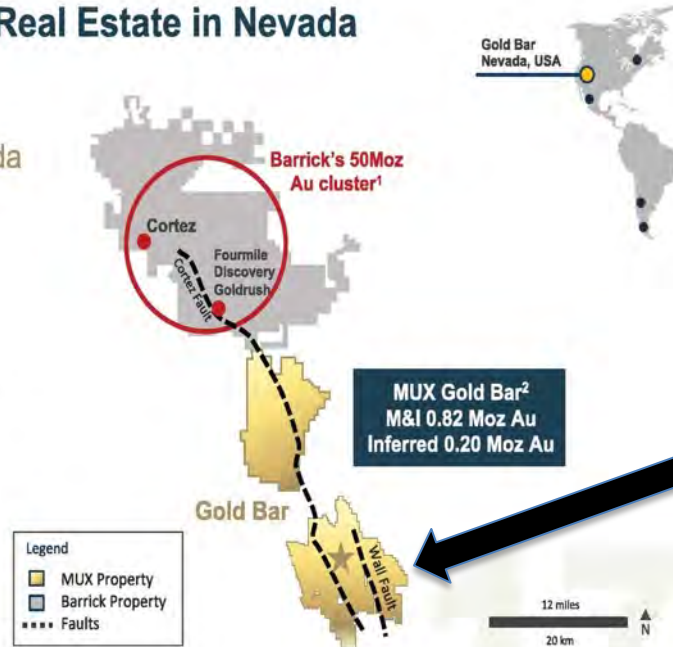 Real Estate in Nevada
Gold Bar
Nevada, USA
da
Barrick's 50Moz
Au cluster¹
Cortez
Fourmile
Discovery
Goldrush
Cortez Fault
MUX Gold Bar²
M&I 0.82 Moz Au
Inferred 0.20 Moz Au
Gold Bar
Wall Fault
Legend
MUX Property
Barrick Property
Faults
12 miles
20 km
N